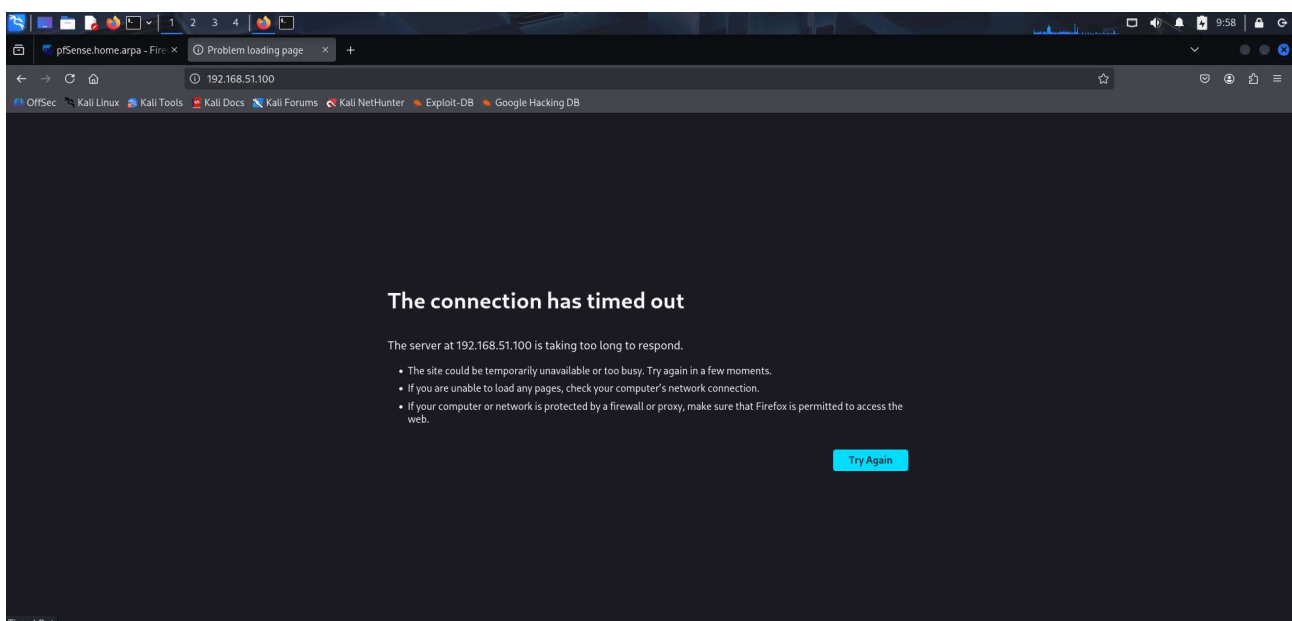 1 2 3 4 9:58
pfSense.home.arpa - Fire Problem loading page
192.168.51.100
OffSec Kali Linux Kali Tools Kali Docs Kali Forums Kali NetHunter Exploit-DB Google Hacking DB
The connection has timed out
The server at 192.168.51.100 is taking too long to respond.
• The site could be temporarily unavailable or too busy. Try again in a few moments.
• If you are unable to load any pages, check your computer's network connection.
• If your computer or network is protected by a firewall or proxy, make sure that Firefox is permitted to access the
web.
Try Again